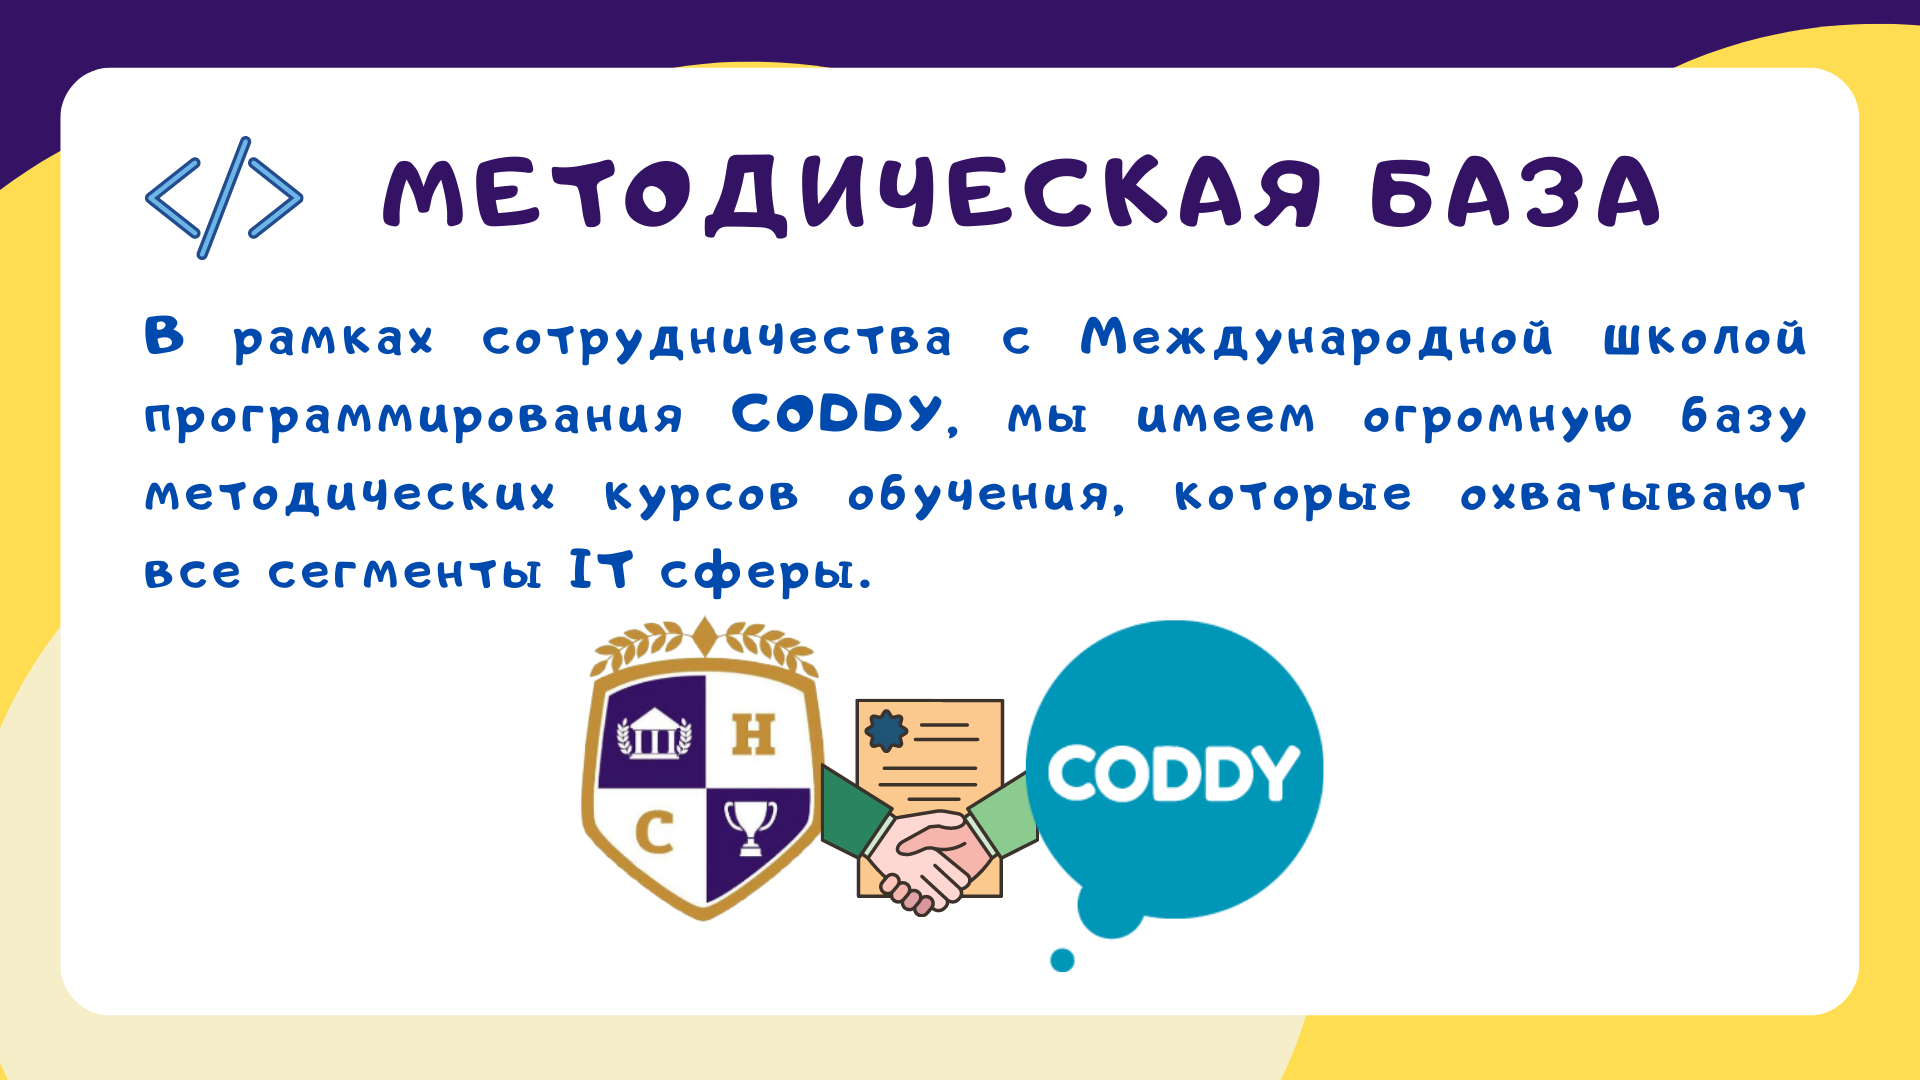 МЕТОДИЧЕСКАЯ БАЗА
В рамках сотрудничества с Международной школой
программирования CODDY, мы имеем огромную базу
методических курсов обучения, которые охватывают
все сегменты IT сферы.
Н
С
CODDY